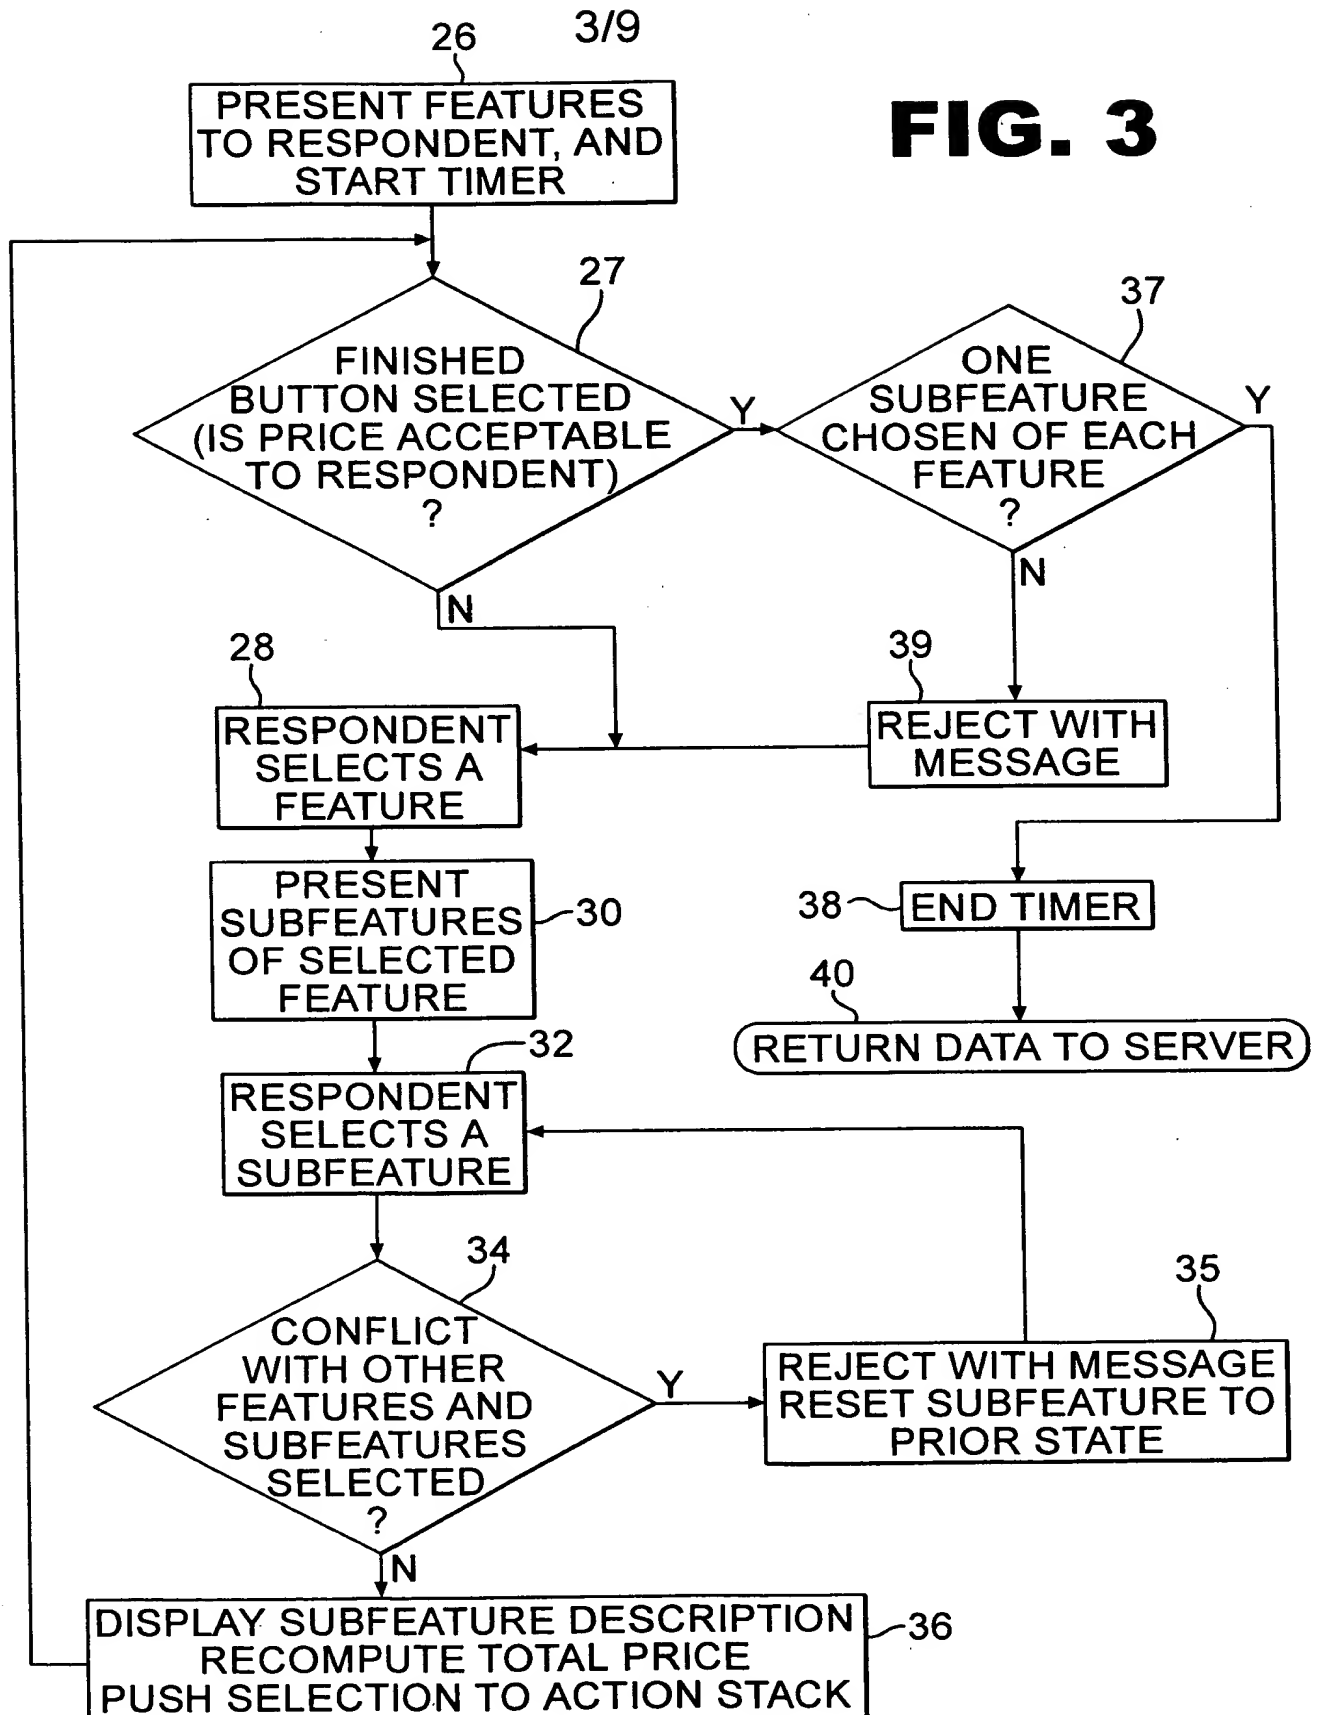 3/9
FIG. 3
26
PRESENT FEATURES
TO RESPONDENT, AND
START TIMER
27
FINISHED
BUTTON SELECTED
(IS PRICE ACCEPTABLE
TO RESPONDENT)
?
Y
N
37
ONE
SUBFEATURE
CHOSEN OF EACH
FEATURE
?
Y
N
39
REJECT WITH
MESSAGE
28
RESPONDENT
SELECTS A
FEATURE
PRESENT
SUBFEATURES
OF SELECTED
FEATURE
30
38
END TIMER
40
RETURN DATA TO SERVER
32
RESPONDENT
SELECTS A
SUBFEATURE
34
CONFLICT
WITH OTHER
FEATURES AND
SUBFEATURES
SELECTED
?
Y
N
35
REJECT WITH MESSAGE
RESET SUBFEATURE TO
PRIOR STATE
DISPLAY SUBFEATURE DESCRIPTION
RECOMPUTE TOTAL PRICE
PUSH SELECTION TO ACTION STACK
36